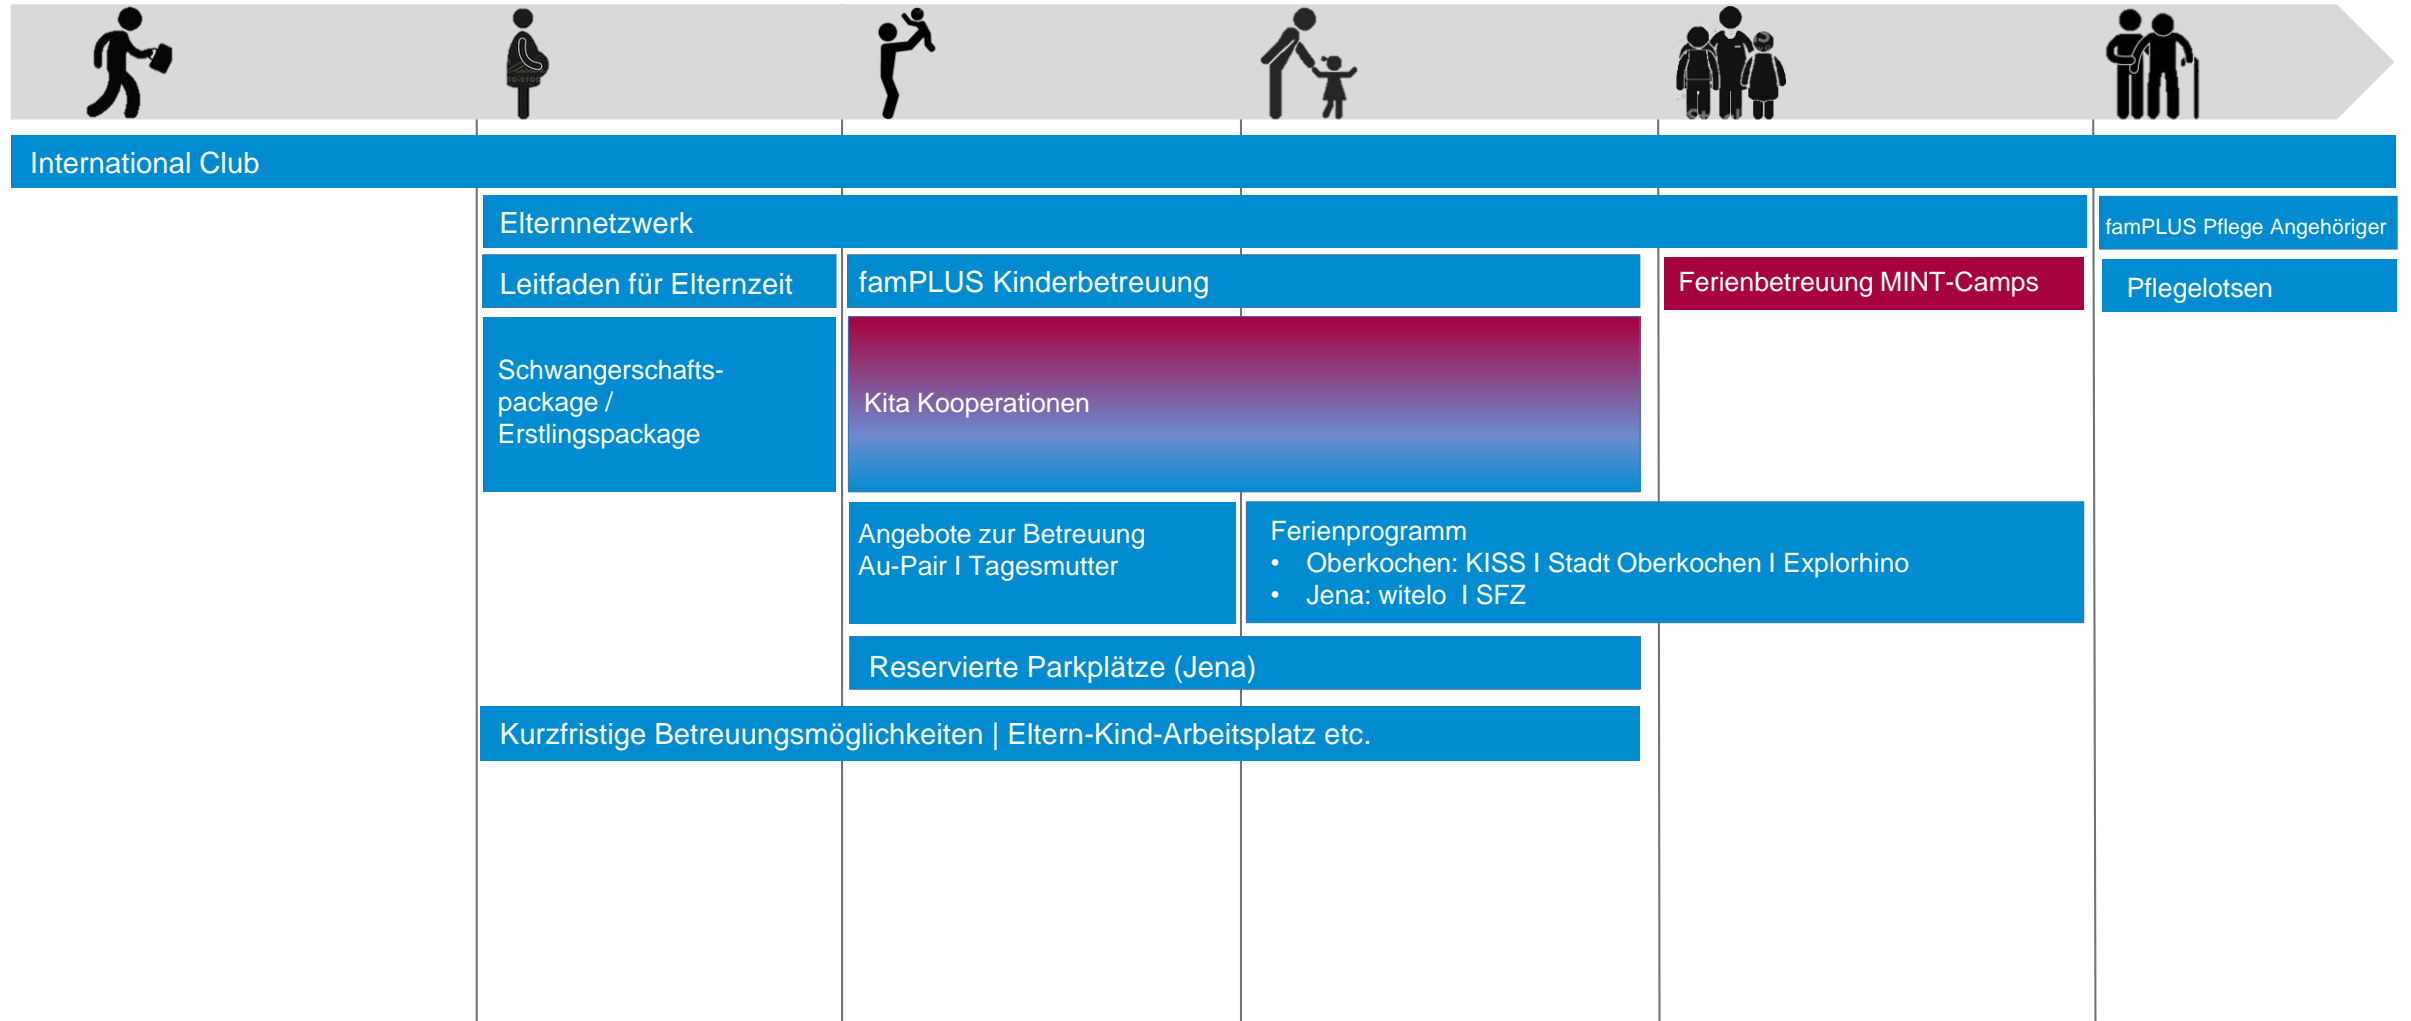 International Club
Elternnetzwerk
famPLUS Pflege Angehöriger
Leitfaden für Elternzeit
famPLUS Kinderbetreuung
Ferienbetreuung MINT-Camps
Pflegelotsen
Schwangerschafts-
package /
Erstlingspackage
Kita Kooperationen
Angebote zur Betreuung
Au-Pair I Tagesmutter
Ferienprogramm
• Oberkochen: KISS I Stadt Oberkochen I Explorhino
• Jena: witelo I SFZ
Reservierte Parkplätze (Jena)
Kurzfristige Betreuungsmöglichkeiten | Eltern-Kind-Arbeitsplatz etc.